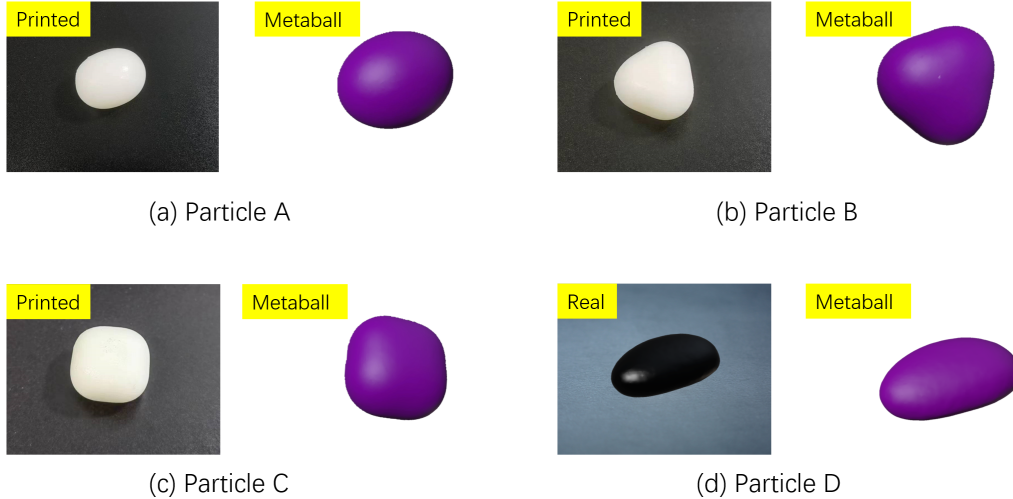 Printed
Metaball
Printed
Metaball
(a) Particle A
(b) Particle B
Printed
Metaball
Real
Metaball
(c) Particle C
(d) Particle D